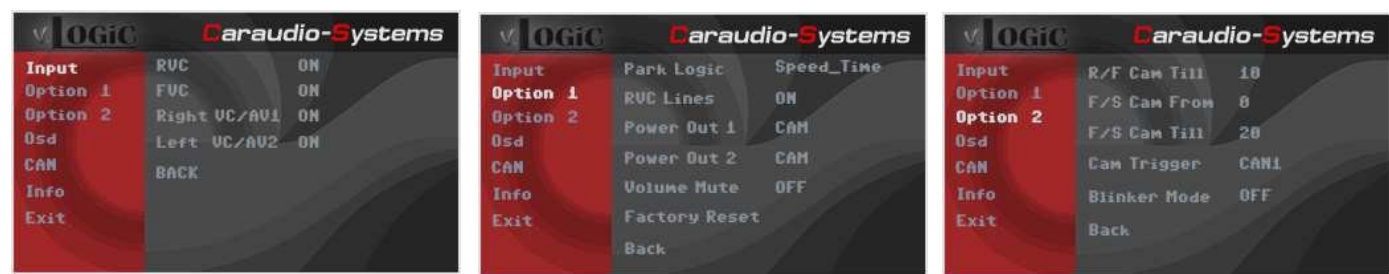 v.LOGiC Caraudio-Systems
Input RVC ON
Option 1 FVC ON
Option 2 Right VC/AV1 ON
Osd Left VC/AV2 ON
CAN BACK
Info
Exit
v.LOGiC Caraudio-Systems
Input Park Logic Speed_Time
Option 1 RVC Lines ON
Option 2 Power Out 1 CAM
Osd Power Out 2 CAM
CAN Volume Mute OFF
Info Factory Reset
Exit Back
v.LOGiC Caraudio-Systems
Input R/F Cam Till 10
Option 1 F/S Cam From 0
Option 2 F/S Cam Till 20
Osd Cam Trigger CAN1
CAN Blinker Mode OFF
Info Back
Exit